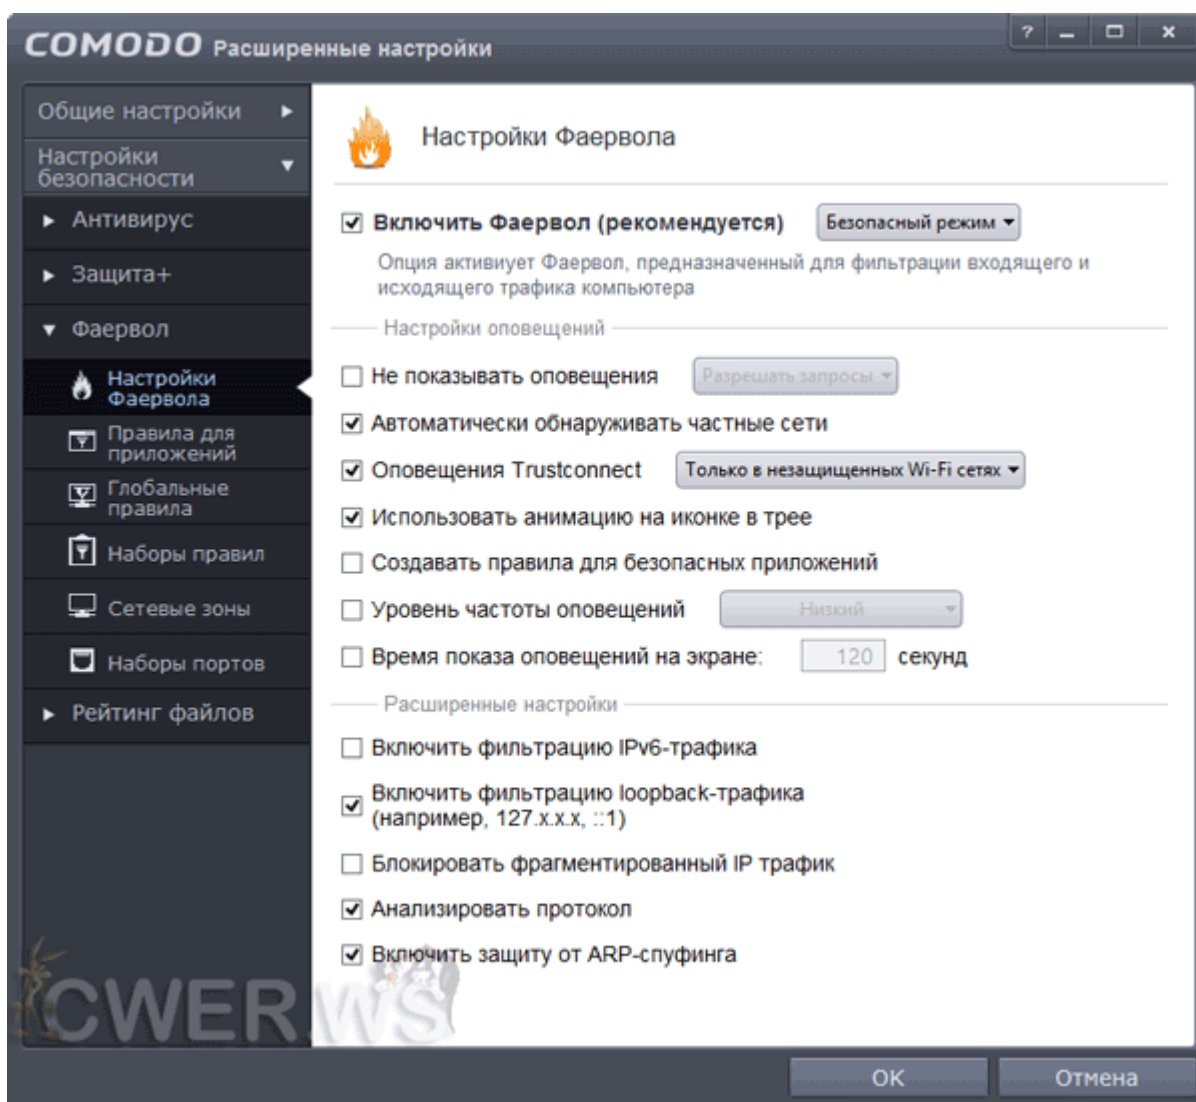 COMODO Расширенные настройки
?
Общие настройки
Настройки
безопасности
Антивирус
Защита+
Фаервол
Настройки
Фаервола
Правила для
приложений
Глобальные
правила
Наборы правил
Сетевые зоны
Наборы портов
Рейтинг файлов
Настройки Фаервола
Включить Фаервол (рекомендуется) Безопасный режим
Опция активиует Фаервол, предназначенный для фильтрации входящего и
исходящего трафика компьютера
Настройки оповещений
Не показывать оповещения Разрешать запросы
Автоматически обнаруживать частные сети
Оповещения Trustconnect Только в незащищенных Wi-Fi сетях
Использовать анимацию на иконке в трее
Создавать правила для безопасных приложений
Уровень частоты оповещений Низкий
Время показа оповещений на экране: 120 секунд
Расширенные настройки
Включить фильтрацию IPv6-трафика
Включить фильтрацию loopback-трафика
(например, 127.x.x.x, ::1)
Блокировать фрагментированный IP трафик
Анализировать протокол
Включить защиту от ARP-спуфинга
CWER.WS
OK Отмена